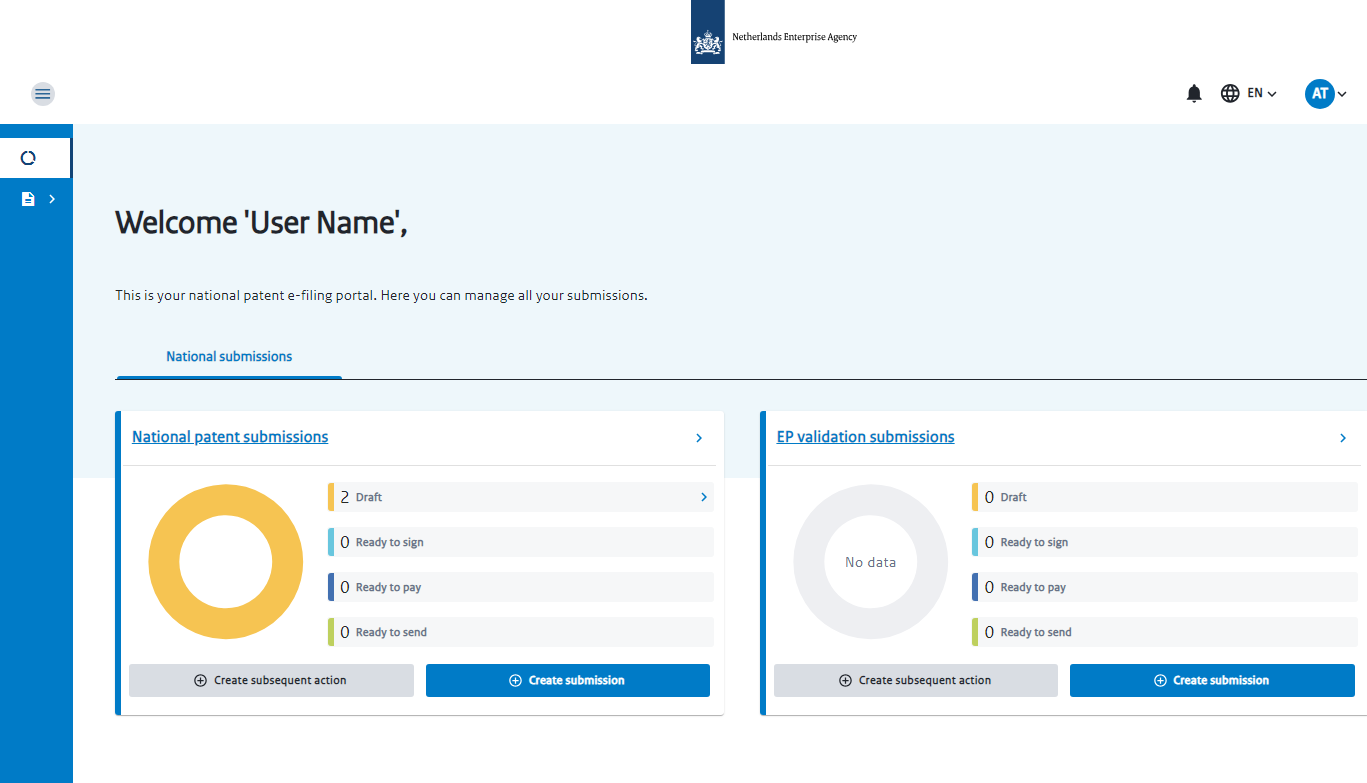 Netherlands Enterprise Agency
EN
AT
Welcome 'User Name',
This is your national patent e-filing portal. Here you can manage all your submissions.
National submissions
National patent submissions
2 Draft
0 Ready to sign
0 Ready to pay
0 Ready to send
Create subsequent action
Create submission
EP validation submissions
No data
0 Draft
0 Ready to sign
0 Ready to pay
0 Ready to send
Create subsequent action
Create submission